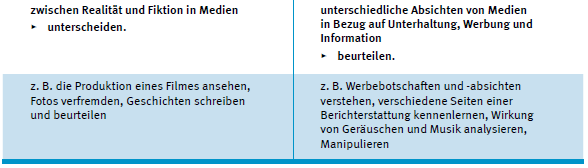 zwischen Realität und Fiktion in Medien
► unterscheiden.
z. B. die Produktion eines Filmes ansehen,
Fotos verfremden, Geschichten schreiben
und beurteilen
unterschiedliche Absichten von Medien
in Bezug auf Unterhaltung, Werbung und
Information
► beurteilen.
z. B. Werbebotschaften und -absichten
verstehen, verschiedene Seiten einer
Berichterstattung kennenlernen, Wirkung
von Geräuschen und Musik analysieren,
Manipulieren